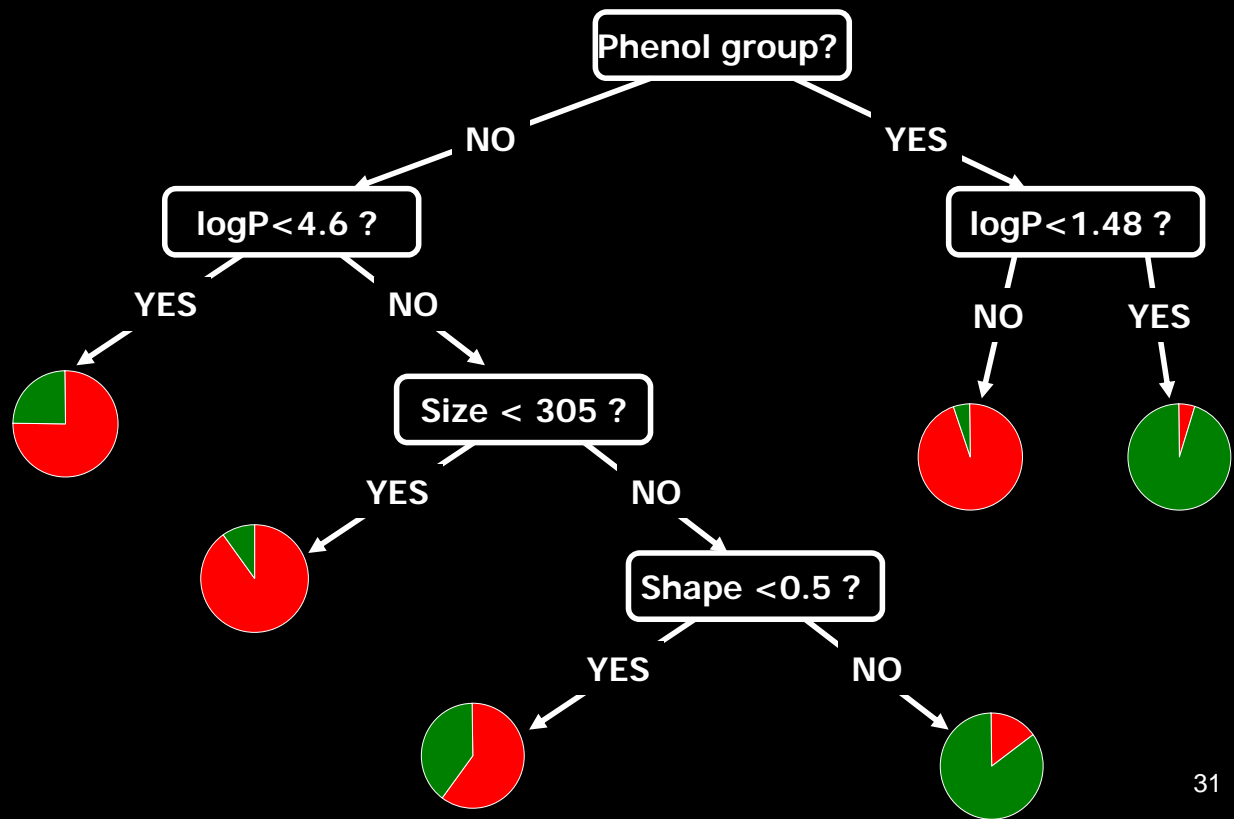 Phenol group?
NO
YES
logP<4.6 ?
logP<1.48 ?
YES
NO
NO
YES
Size < 305 ?
YES
NO
Shape <0.5 ?
YES
NO
31